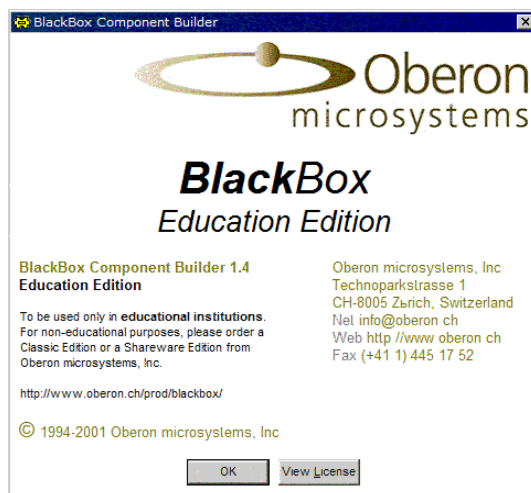 BlackBox Component Builder
Oberon
microsystems
BlackBox
Education Edition
BlackBox Component Builder 1.4
Education Edition
To be used only in educational institutions.
For non-educational purposes, please order a
Classic Edition or a Shareware Edition from
Oberon microsystems, Inc.
http://www.oberon.ch/prod/blackbox/
© 1994-2001 Oberon microsyslems, Inc
Oberon microsystems, Inc
Technoparkslrasse 1
CH-8005 Zurich, Switzerland
Nel info@oberon ch
Web http //www oberon ch
Fax (+41 1) 445 17 52
OK
View License